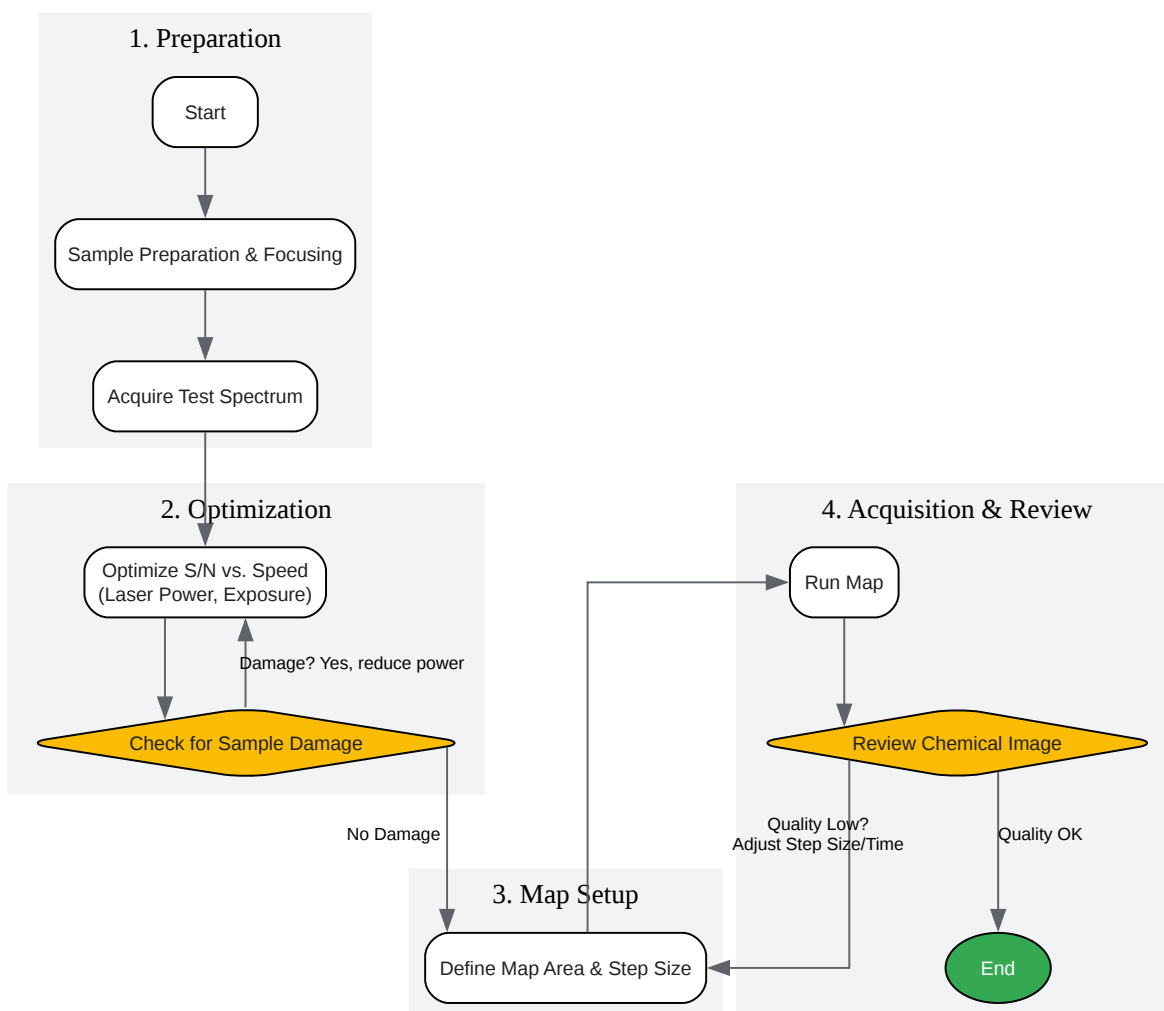 1. Preparation
Start
Sample Preparation & Focusing
Acquire Test Spectrum
2. Optimization
Optimize S/N vs. Speed
(Laser Power, Exposure)
Damage? Yes, reduce power
Check for Sample Damage
No Damage
3. Map Setup
Define Map Area & Step Size
4. Acquisition & Review
Run Map
Review Chemical Image
Quality Low?
Adjust Step Size/Time
Quality OK
End